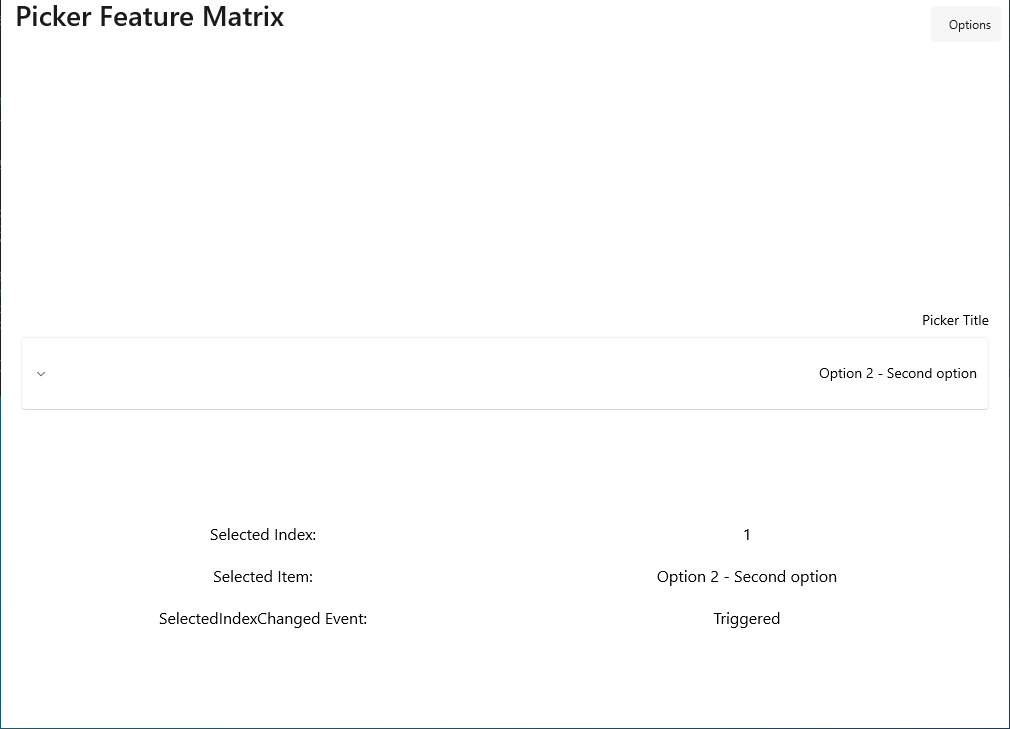 Picker Feature Matrix
Options
Picker Title
Option 2 - Second option
Selected Index: 1
Selected Item: Option 2 - Second option
SelectedIndexChanged Event: Triggered